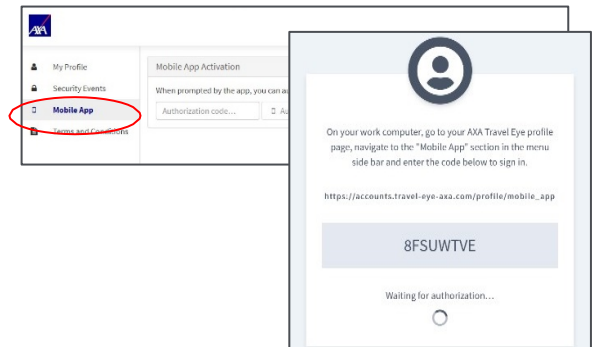 AXA
My Profile
Security Events
Mobile App
Terms and Conditions
Mobile App Activation
When prompted by the app, you can au
Authorization code...
Au
On your work computer, go to your AXA Travel Eye profile
page, navigate to the "Mobile App" section in the menu
side bar and enter the code below to sign in.
https://accounts.travel-eye-axa.com/profile/mobile_app
8FSUWTVE
Waiting for authorization...